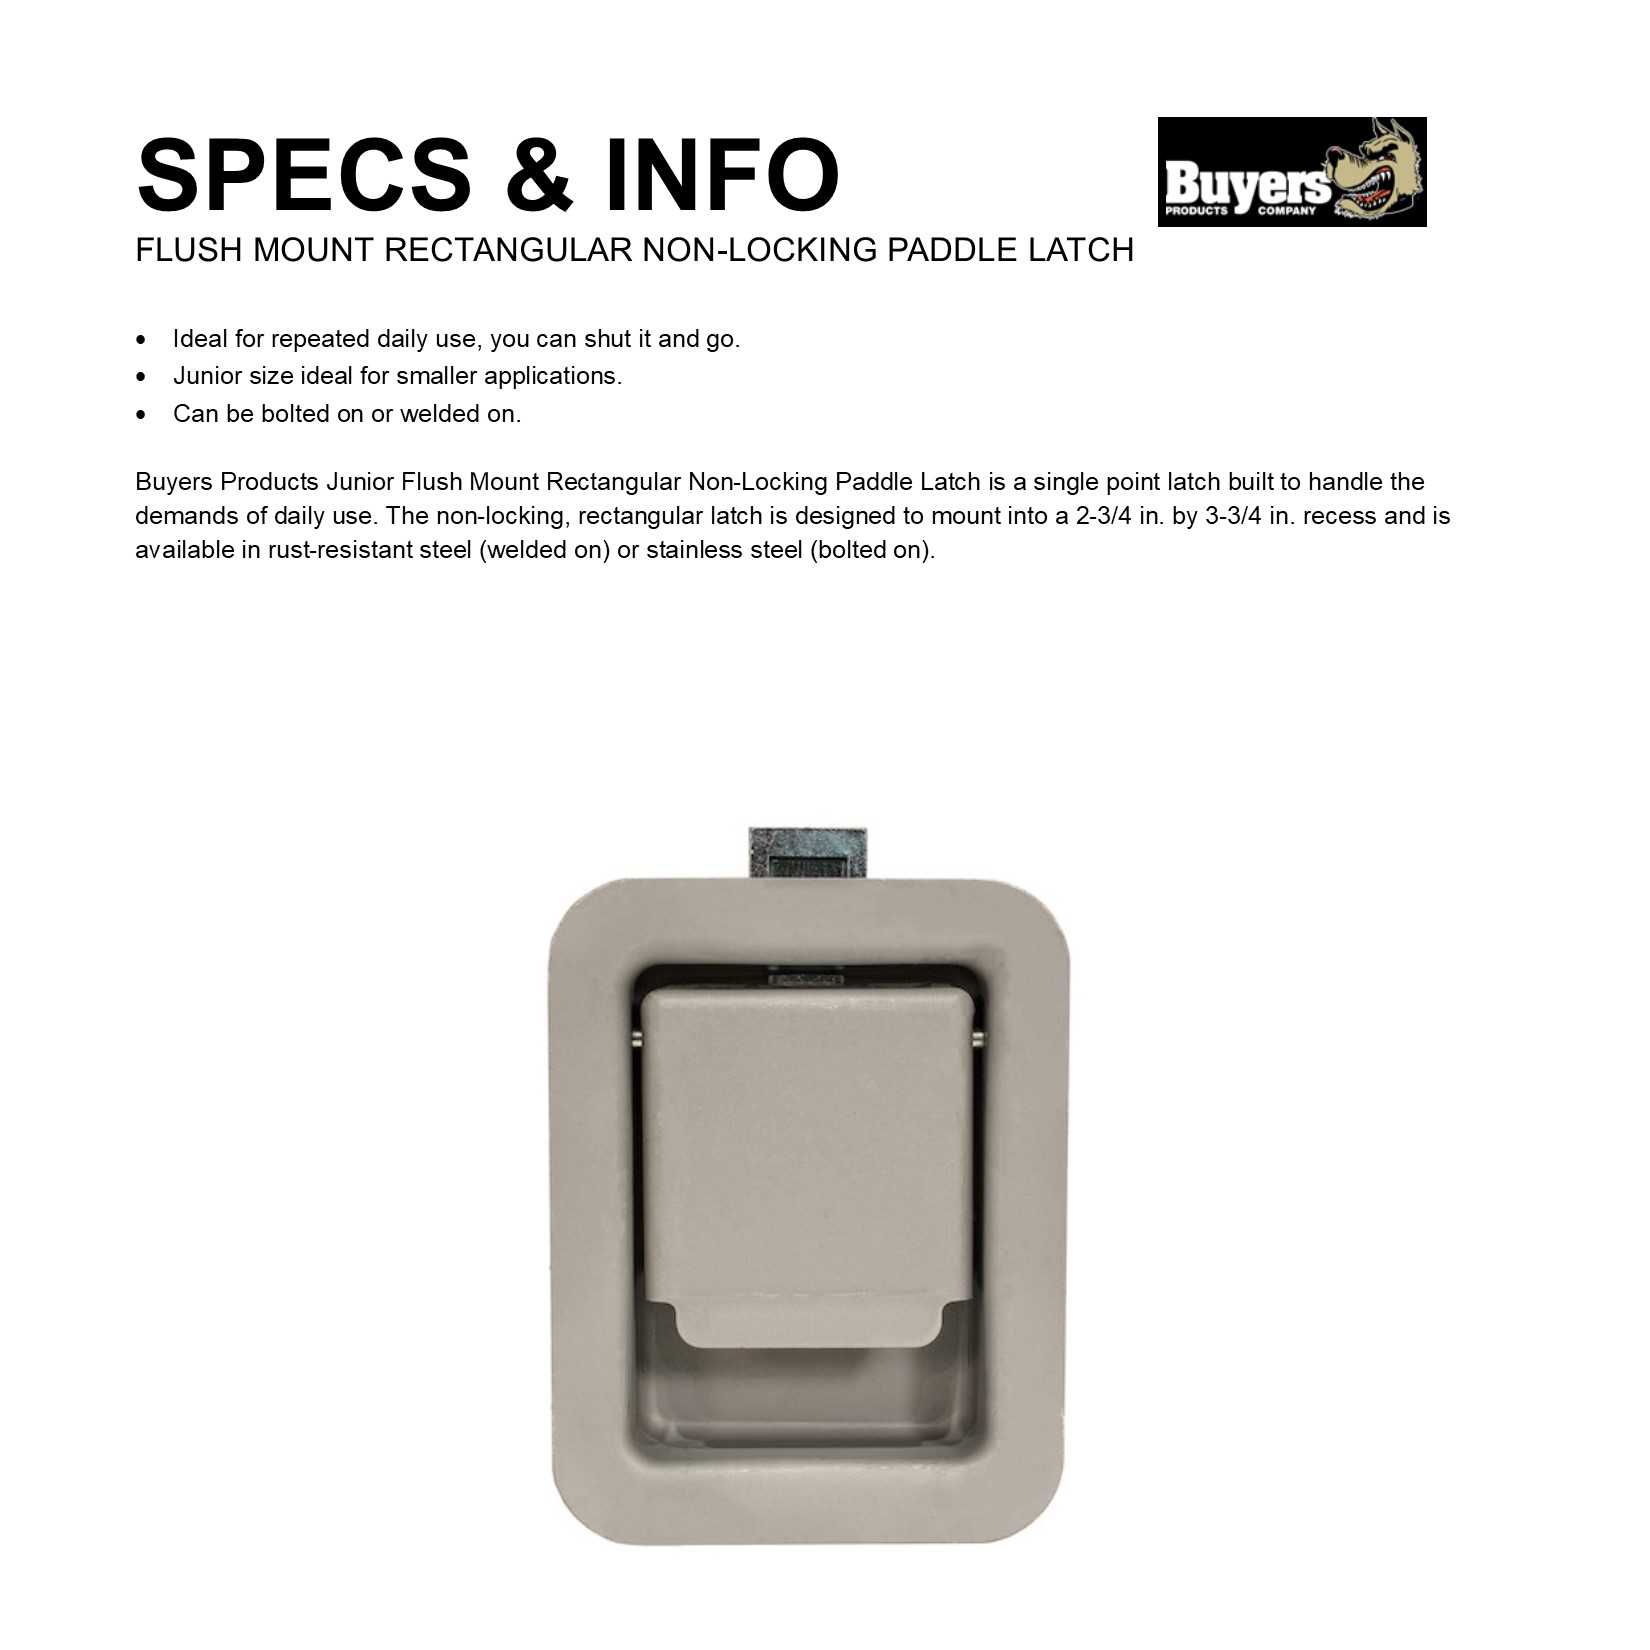 SPECS & INFO
Buyers
PRODUCTS COMPANY
FLUSH MOUNT RECTANGULAR NON-LOCKING PADDLE LATCH
• Ideal for repeated daily use, you can shut it and go.
• Junior size ideal for smaller applications.
• Can be bolted on or welded on.
Buyers Products Junior Flush Mount Rectangular Non-Locking Paddle Latch is a single point latch built to handle the
demands of daily use. The non-locking, rectangular latch is designed to mount into a 2-3/4 in. by 3-3/4 in. recess and is
available in rust-resistant steel (welded on) or stainless steel (bolted on).